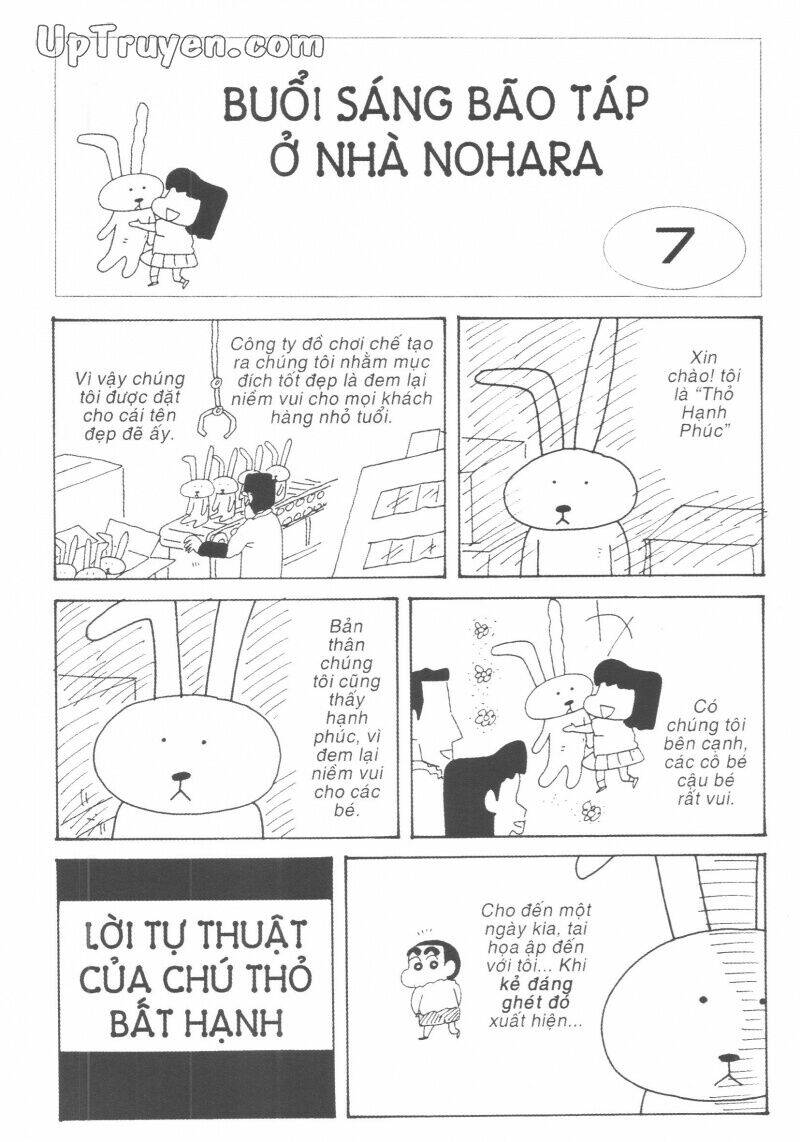 UpTruyen.com
BUỔI SÁNG BÃO TÁP
Ở NHÀ NOHARA
7
Xin
chào! tôi
là “Thỏ
Hạnh
Phúc”
Công ty đồ chơi chế tạo
ra chúng tôi nhằm mục
đích tốt đẹp là đem lại
niềm vui cho mọi khách
hàng nhỏ tuổi.
Vì vậy chúng
tôi được đặt
cho cái tên
đẹp đẽ ấy.
Có
chúng tôi
bên cạnh,
các cô bé
cậu bé
rất vui.
Bản
thân
chúng
tôi cũng
thấy
hạnh
phúc, vì
đem lại
niềm vui
cho các
bé.
Cho đến một
ngày kia, tai
họa ập đến
với tôi... Khi
kẻ đáng
ghét đó
xuất hiện...
LỜI TỰ THUẬT
CỦA CHÚ THỎ
BẤT HẠNH